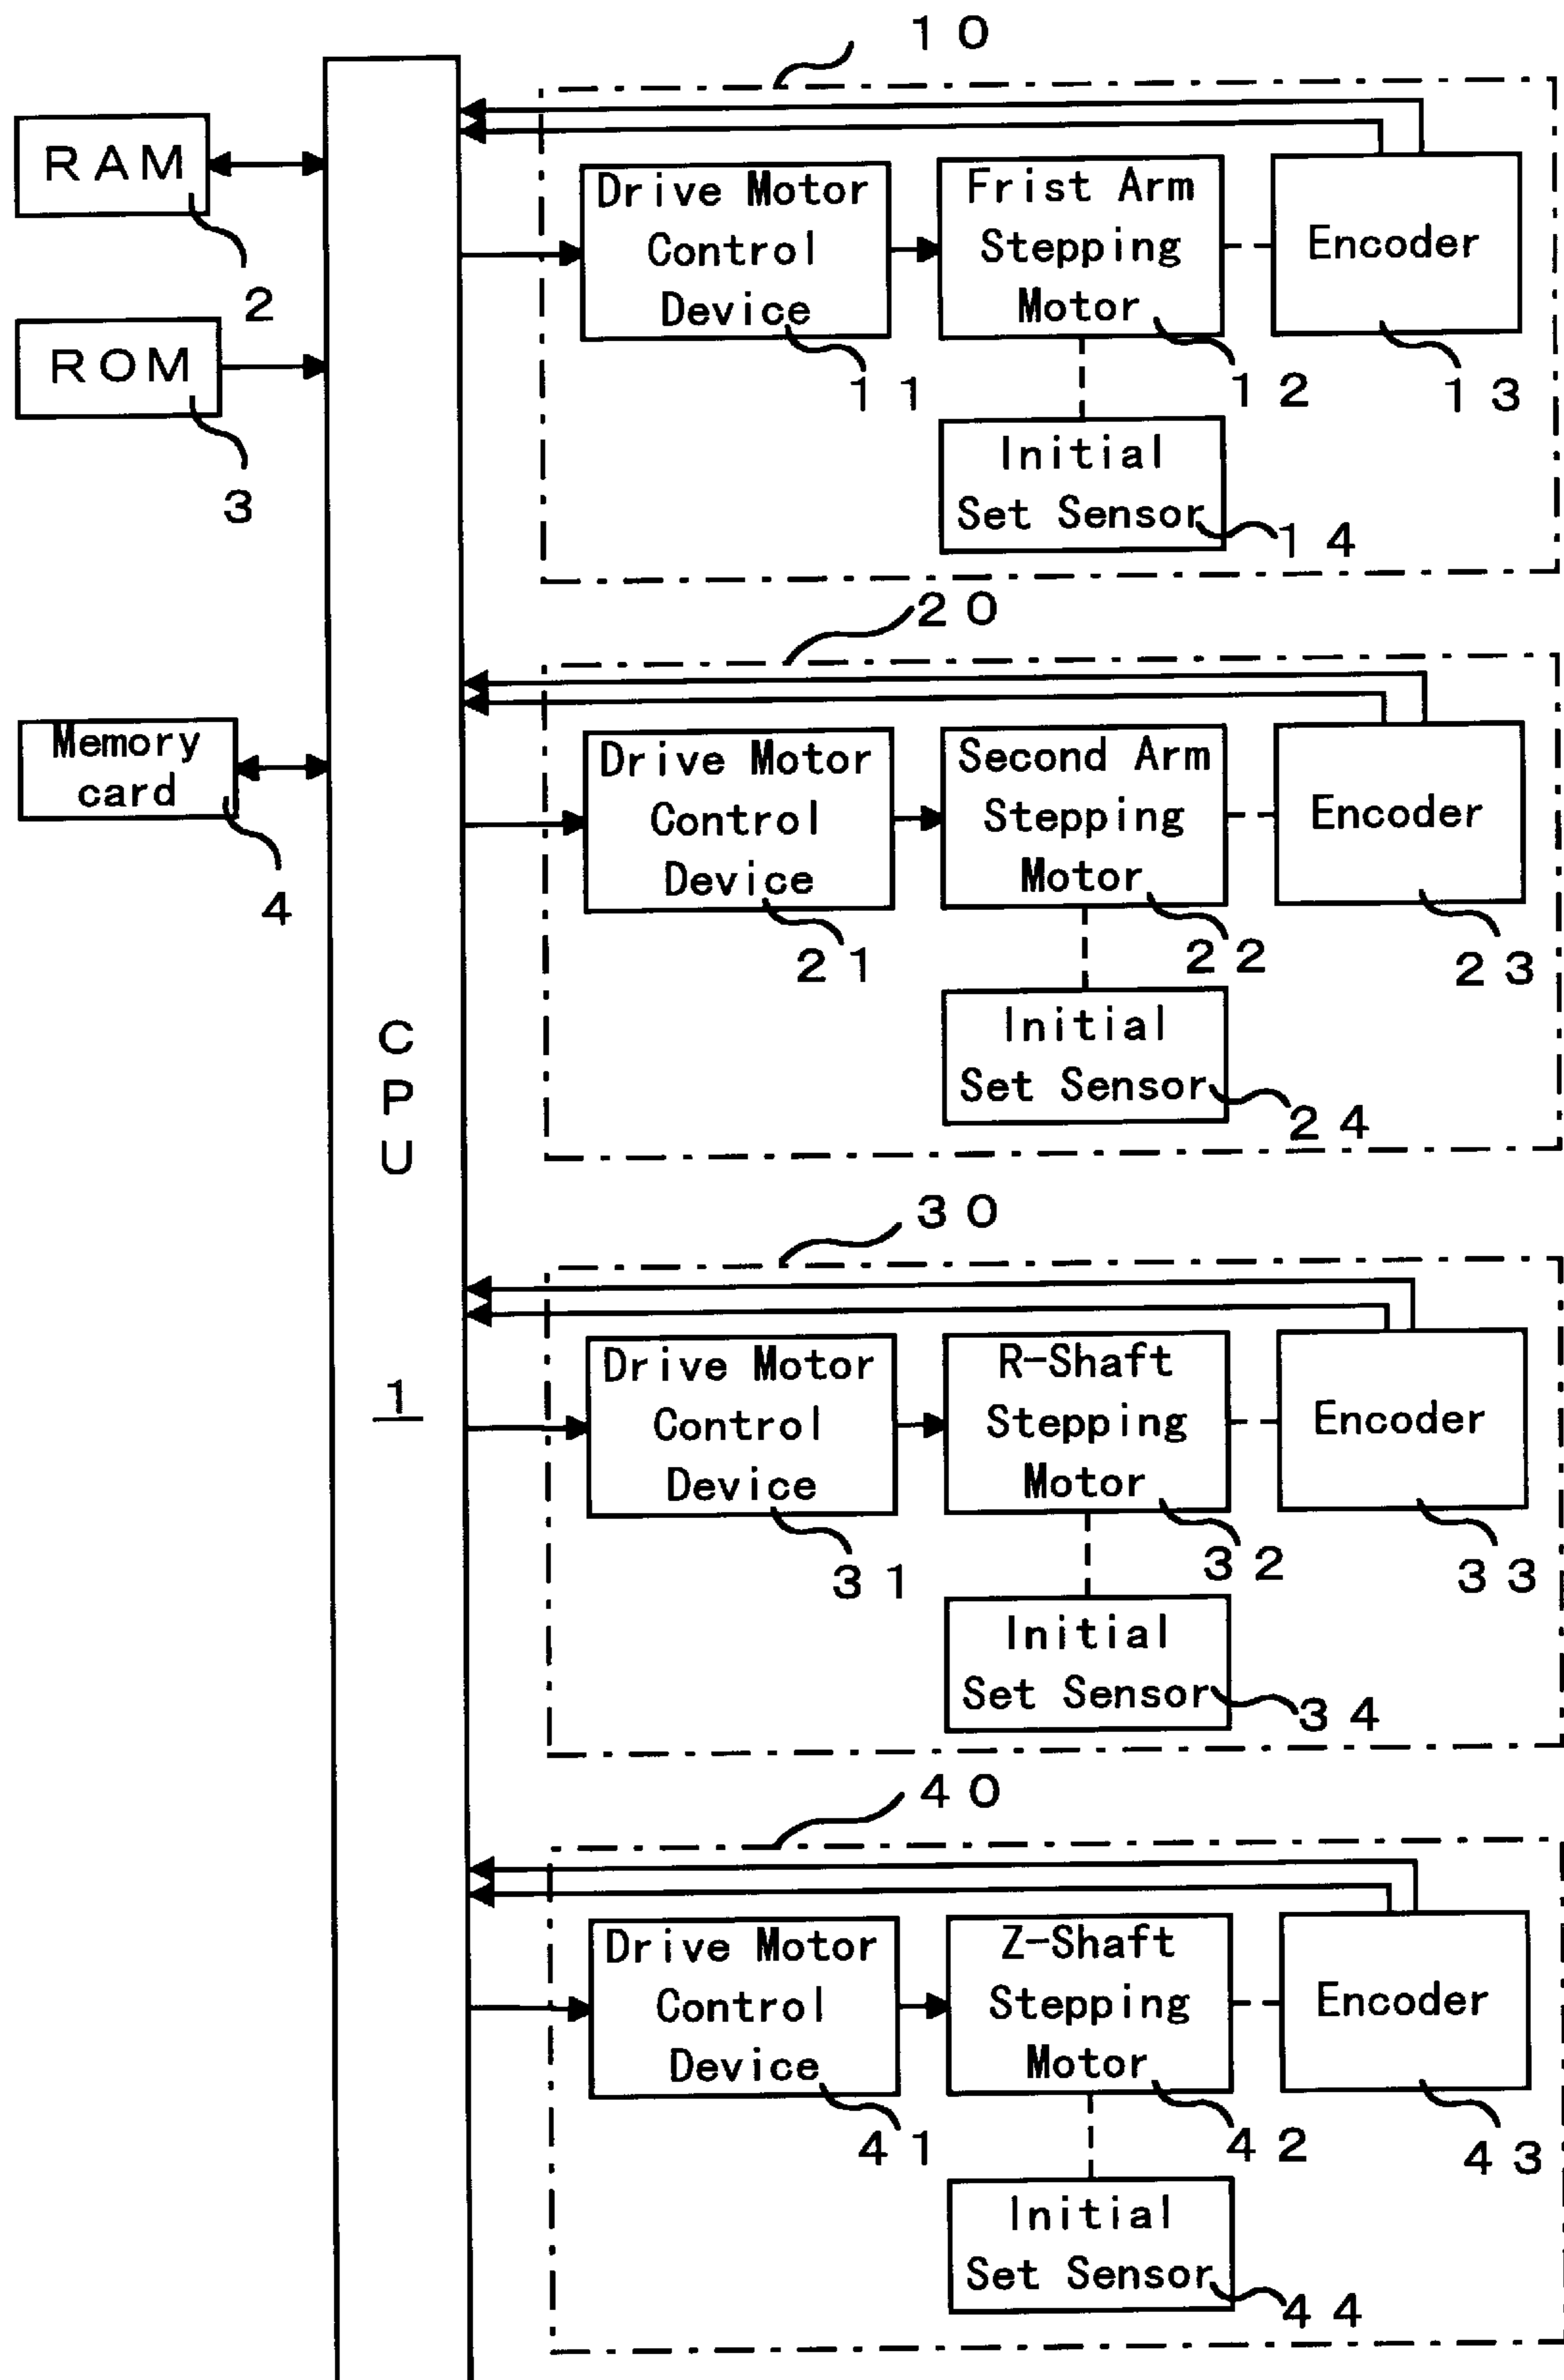 10
RAM
2
ROM
3
Memory
card
4
C
P
U
1
Drive Motor
Control
Device
11
Frist Arm
Stepping
Motor
12
Encoder
13
Initial
Set Sensor
14
20
Drive Motor
Control
Device
21
Second Arm
Stepping
Motor
22
Encoder
23
Initial
Set Sensor
24
30
Drive Motor
Control
Device
31
R-Shaft
Stepping
Motor
32
Encoder
33
Initial
Set Sensor
34
40
Drive Motor
Control
Device
41
Z-Shaft
Stepping
Motor
42
Encoder
43
Initial
Set Sensor
44